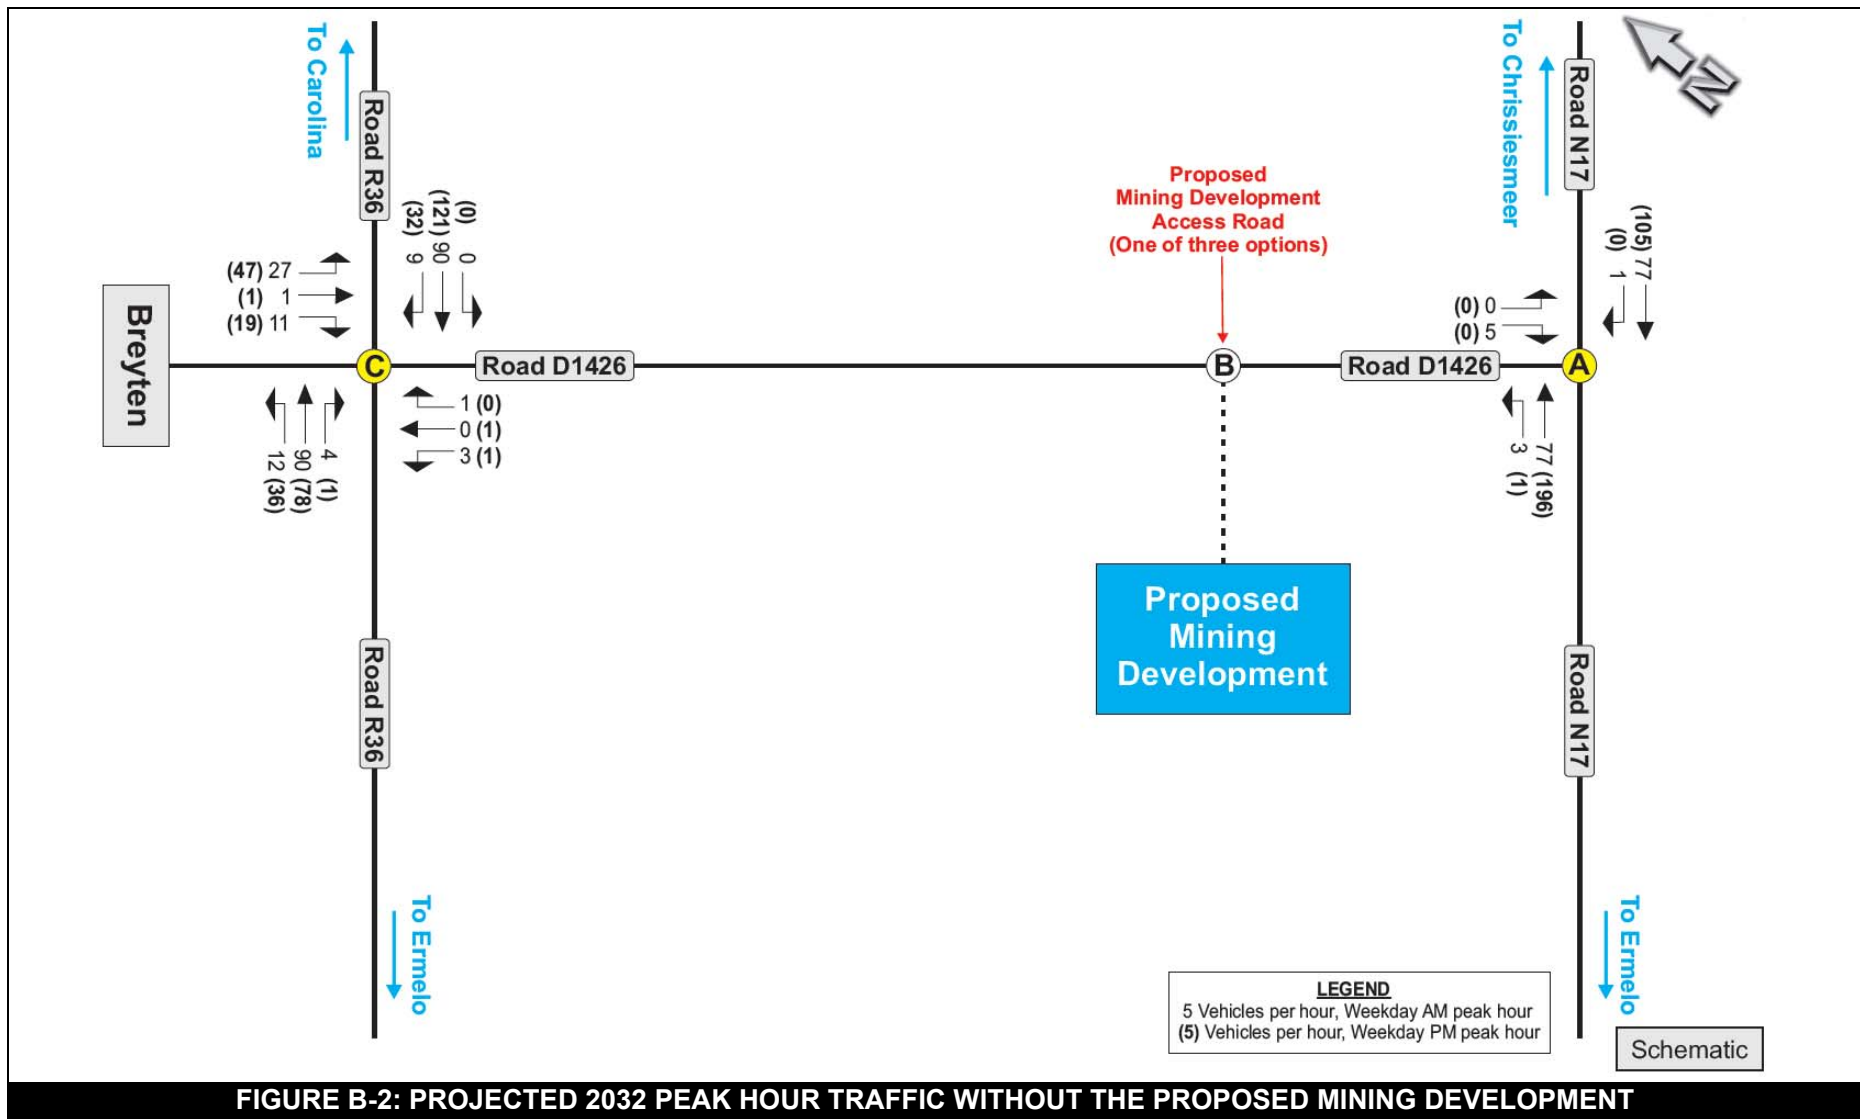 To Carolina
Road R36
To Chrissiesmeer
Road N17
N
Proposed
Mining Development
Access Road
(One of three options)
(32) 9
(121) 90
(0) 0
(47) 27
(1) 1
(19) 11
(105) 77
(0) 1
(0) 0
(0) 5
Breyten
C
Road D1426
B
Road D1426
A
1 (0)
0 (1)
3 (1)
12 (36)
90 (78)
4 (1)
3 (1)
77 (196)
Proposed
Mining
Development
Road R36
Road N17
To Ermelo
To Ermelo
LEGEND
5 Vehicles per hour, Weekday AM peak hour
(5) Vehicles per hour, Weekday PM peak hour
Schematic
FIGURE B-2: PROJECTED 2032 PEAK HOUR TRAFFIC WITHOUT THE PROPOSED MINING DEVELOPMENT